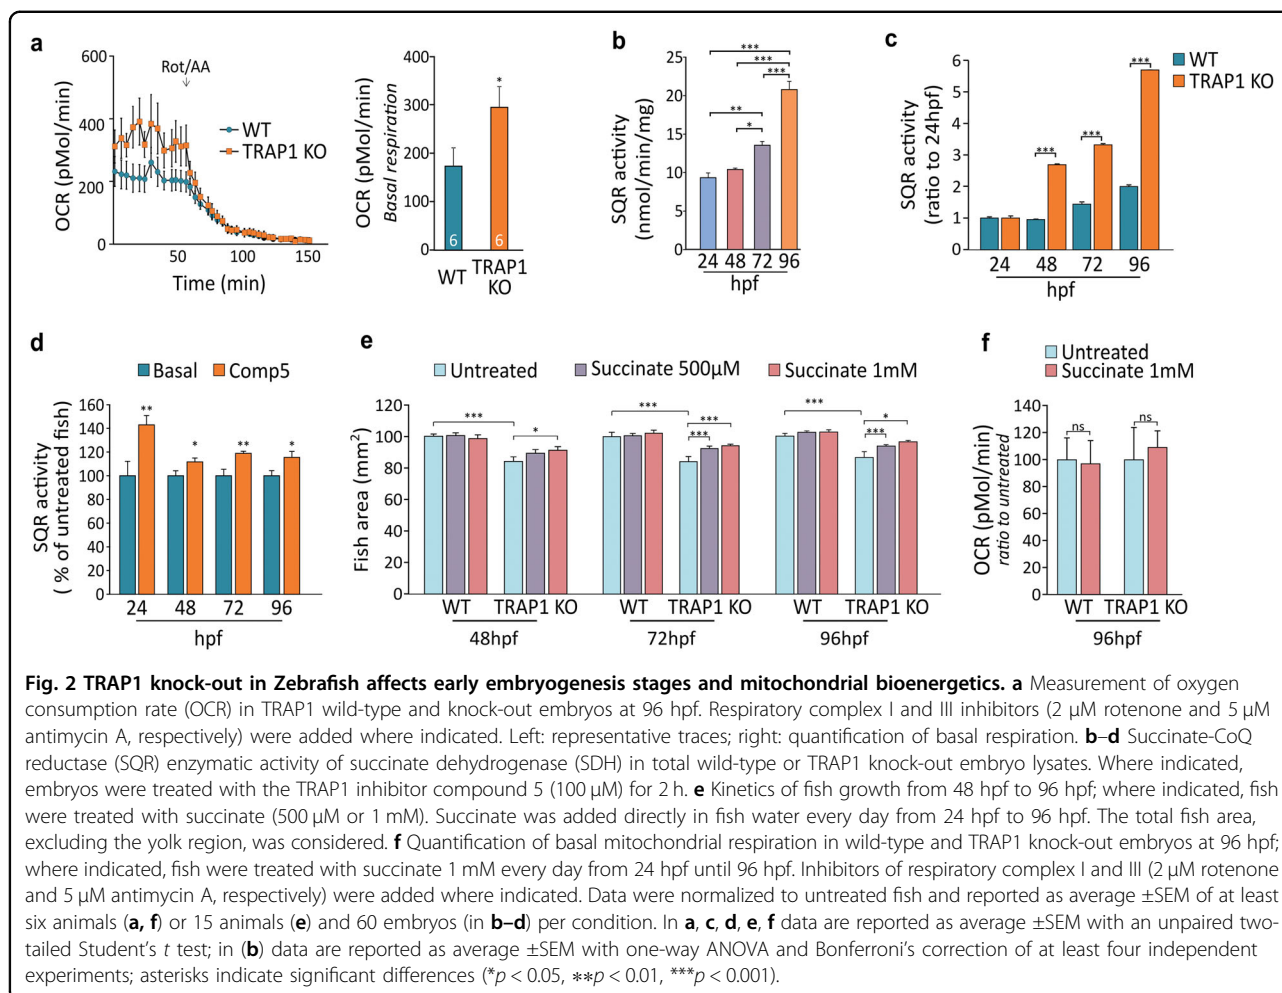 a
600
400
200
0
OCR (pMol/min)
Rot/AA
WT
TRAP1 KO
0 50 100 150
Time (min)
400
300
200
100
0
OCR (pMol/min)
Basal respiration
*
6 6
WT TRAP1 KO
b
25
20
15
10
5
0
SQR activity
(nmol/min/mg)
***
***
***
**
*
24 48 72 96
hpf
c
6
5
4
3
2
1
0
SQR activity
(ratio to 24hpf)
WT
TRAP1 KO
***
***
***
24 48 72 96
hpf
d
Basal Comp5
160
140
120
100
80
60
40
20
0
SQR activity
( % of untreated fish)
** * ** *
24 48 72 96
hpf
e
Untreated Succinate 500µM Succinate 1mM
120
100
80
60
40
20
0
Fish area (mm²)
*** *
*** *** ***
*** *** *
WT TRAP1 KO WT TRAP1 KO WT TRAP1 KO
48hpf 72hpf 96hpf
f
Untreated
Succinate 1mM
140
120
100
80
60
40
20
0
OCR (pMol/min)
ratio to untreated
ns ns
WT TRAP1 KO
96hpf
Fig. 2 TRAP1 knock-out in Zebrafish affects early embryogenesis stages and mitochondrial bioenergetics. a Measurement of oxygen
consumption rate (OCR) in TRAP1 wild-type and knock-out embryos at 96 hpf. Respiratory complex I and III inhibitors (2 µM rotenone and 5 µM
antimycin A, respectively) were added where indicated. Left: representative traces; right: quantification of basal respiration. b–d Succinate-CoQ
reductase (SQR) enzymatic activity of succinate dehydrogenase (SDH) in total wild-type or TRAP1 knock-out embryo lysates. Where indicated,
embryos were treated with the TRAP1 inhibitor compound 5 (100 µM) for 2 h. e Kinetics of fish growth from 48 hpf to 96 hpf; where indicated, fish
were treated with succinate (500 µM or 1 mM). Succinate was added directly in fish water every day from 24 hpf to 96 hpf. The total fish area,
excluding the yolk region, was considered. f Quantification of basal mitochondrial respiration in wild-type and TRAP1 knock-out embryos at 96 hpf;
where indicated, fish were treated with succinate 1 mM every day from 24 hpf until 96 hpf. Inhibitors of respiratory complex I and III (2 µM rotenone
and 5 µM antimycin A, respectively) were added where indicated. Data were normalized to untreated fish and reported as average ±SEM of at least
six animals (a, f) or 15 animals (e) and 60 embryos (in b–d) per condition. In a, c, d, e, f data are reported as average ±SEM with an unpaired two-
tailed Student's t test; in (b) data are reported as average ±SEM with one-way ANOVA and Bonferroni's correction of at least four independent
experiments; asterisks indicate significant differences (*p < 0.05, **p < 0.01, ***p < 0.001).